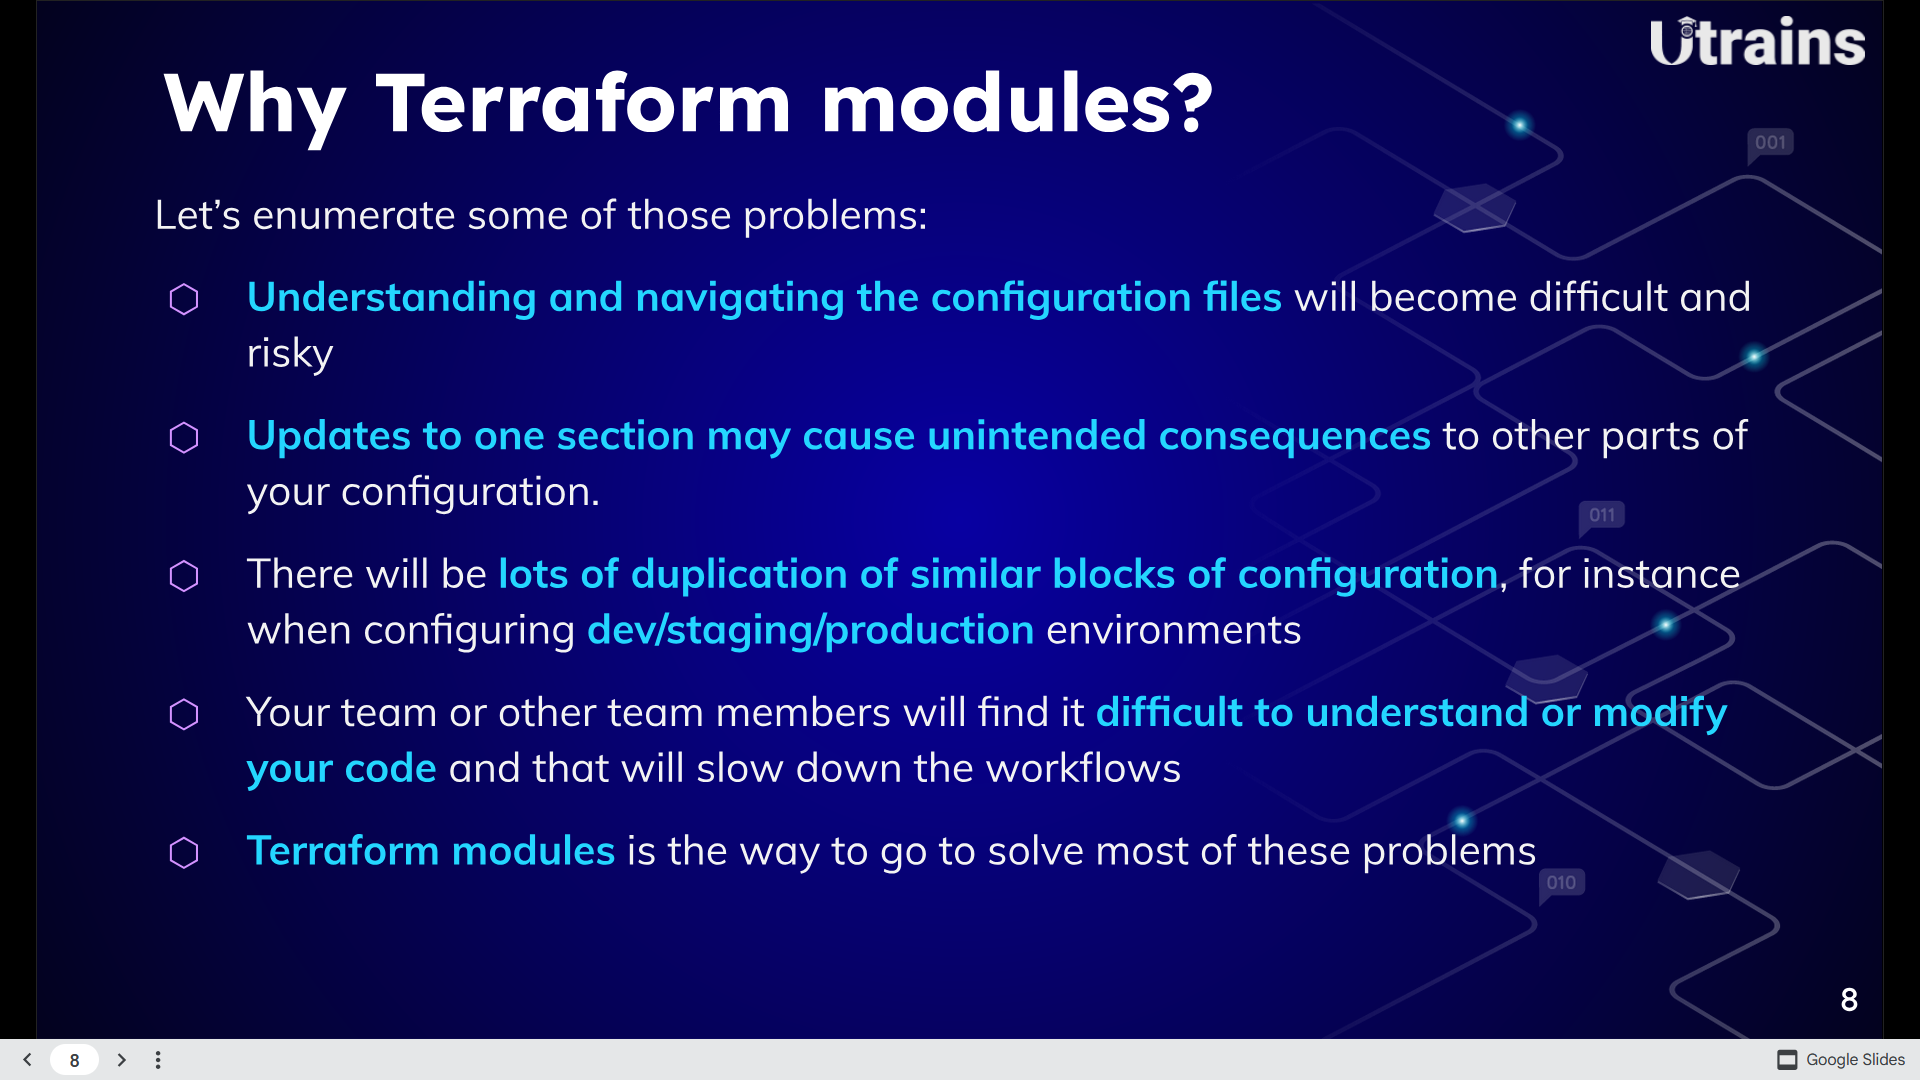 Utrains
Why Terraform modules?
001
Let’s enumerate some of those problems:
Understanding and navigating the configuration files will become difficult and
risky
Updates to one section may cause unintended consequences to other parts of
your configuration.
011
There will be lots of duplication of similar blocks of configuration, for instance
when configuring dev/staging/production environments
Your team or other team members will find it difficult to understand or modify
your code and that will slow down the workflows
Terraform modules is the way to go to solve most of these problems
010
8
8
Google Slides